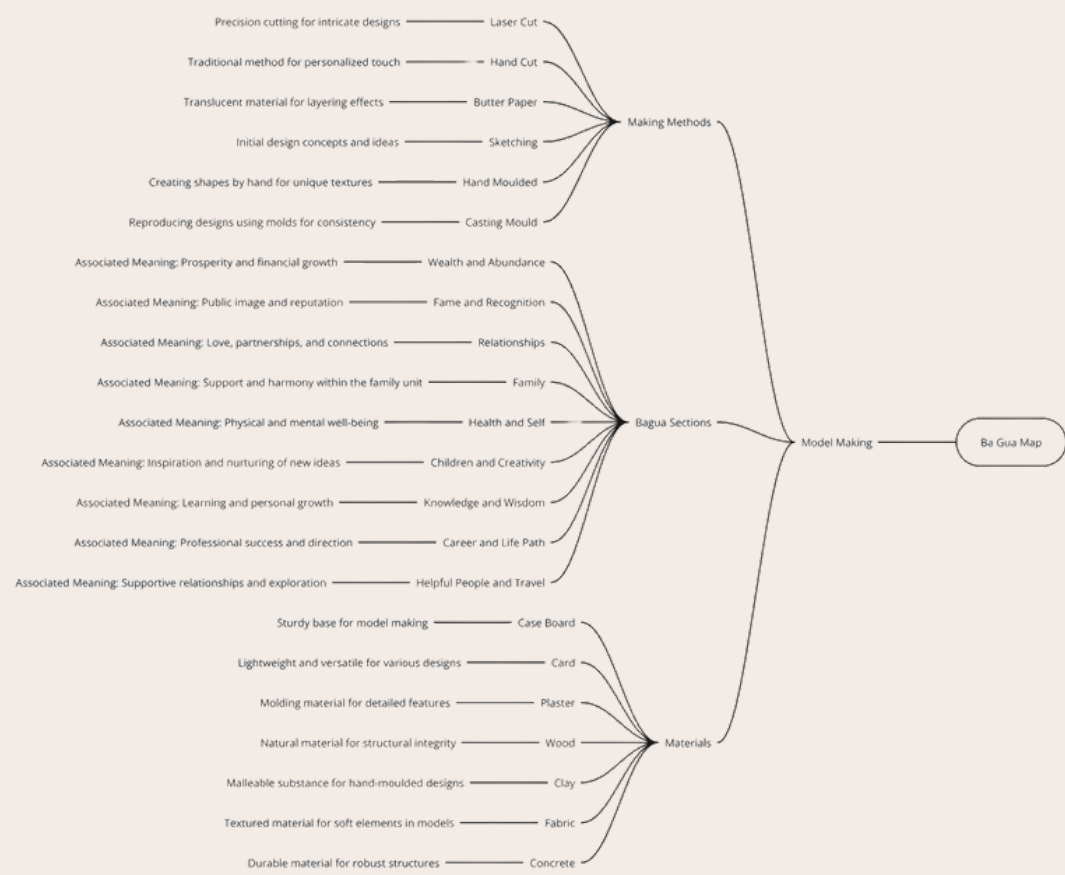 Precision cutting for intricate designs Laser Cut
Traditional method for personalized touch Hand Cut
Translucent material for layering effects Butter Paper
Making Methods
Initial design concepts and ideas Sketching
Creating shapes by hand for unique textures Hand Moulded
Reproducing designs using molds for consistency Casting Mould
Associated Meaning: Prosperity and financial growth Wealth and Abundance
Associated Meaning: Public image and reputation Fame and Recognition
Associated Meaning: Love, partnerships, and connections Relationships
Associated Meaning: Support and harmony within the family unit Family
Associated Meaning: Physical and mental well-being Health and Self Bagua Sections
Model Making Ba Gua Map
Associated Meaning: Inspiration and nurturing of new ideas Children and Creativity
Associated Meaning: Learning and personal growth Knowledge and Wisdom
Associated Meaning: Professional success and direction Career and Life Path
Associated Meaning: Supportive relationships and exploration Helpful People and Travel
Sturdy base for model making Case Board
Lightweight and versatile for various designs Card
Molding material for detailed features Plaster
Natural material for structural integrity Wood Materials
Malleable substance for hand-moulded designs Clay
Textured material for soft elements in models Fabric
Durable material for robust structures Concrete